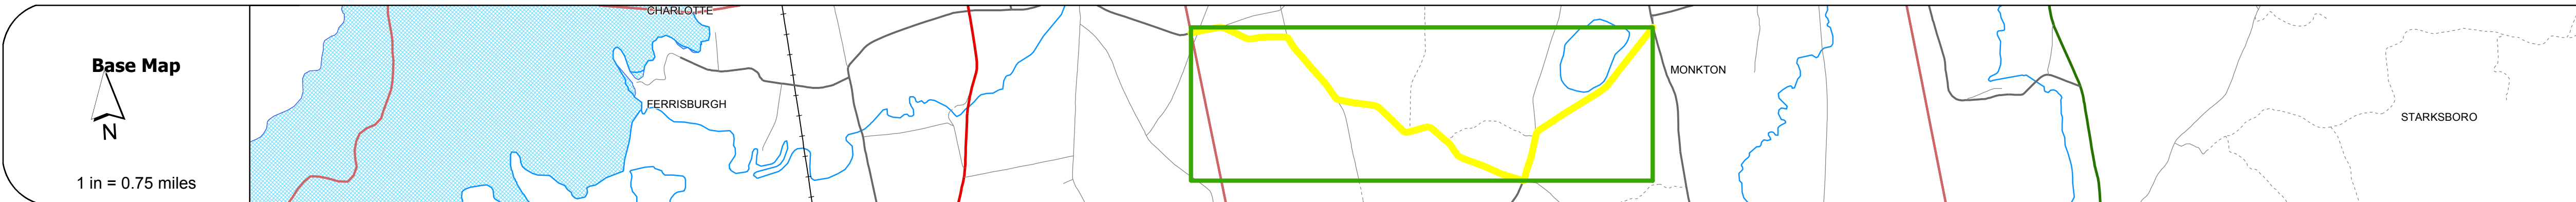 Base Map
N
1 in = 0.75 miles
CHARLOTTE
FERRISBURGH
MONKTON
STARKSBORO